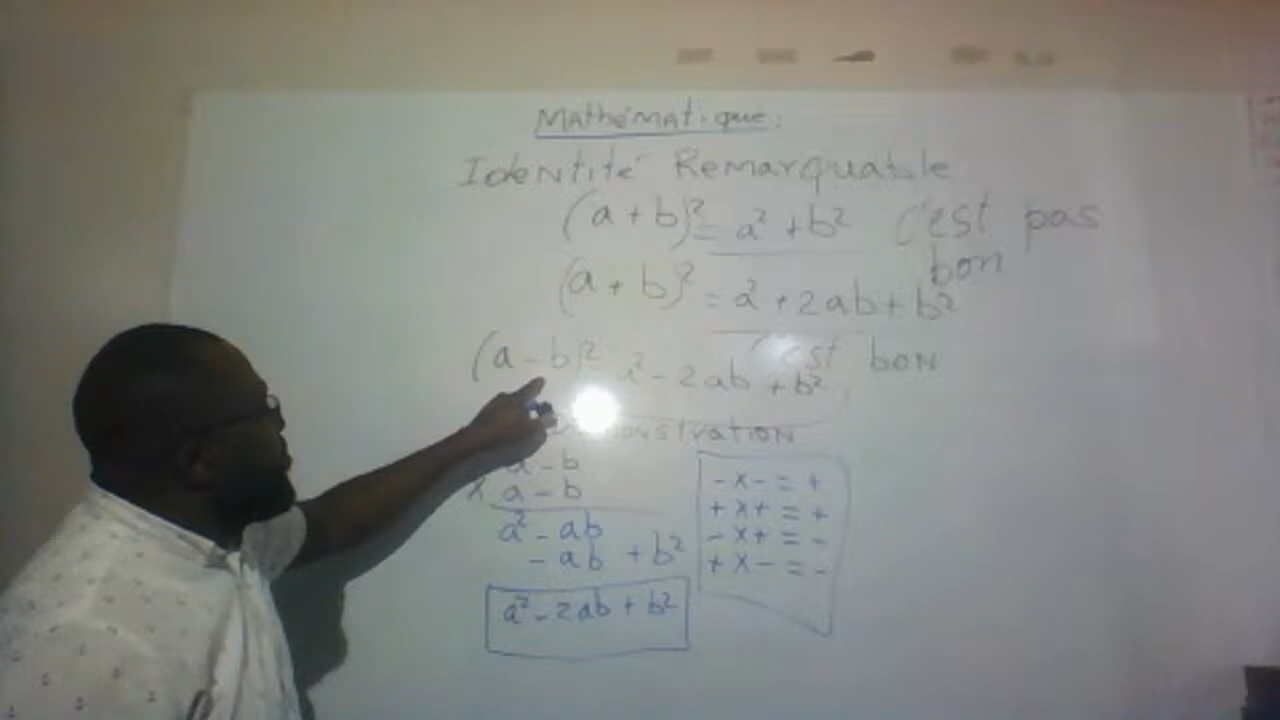 Mathématique:
Identité Remarquable
(a + b)² = a² + b² c'est pas bon
(a + b)² = a² + 2ab + b²
c'est bon
(a - b)² a² - 2ab + b²
Démonstration
a - b
x a - b
a² - ab
- ab + b²
a² - 2ab + b²
- x - = +
+ x + = +
- x + = -
+ x - = -